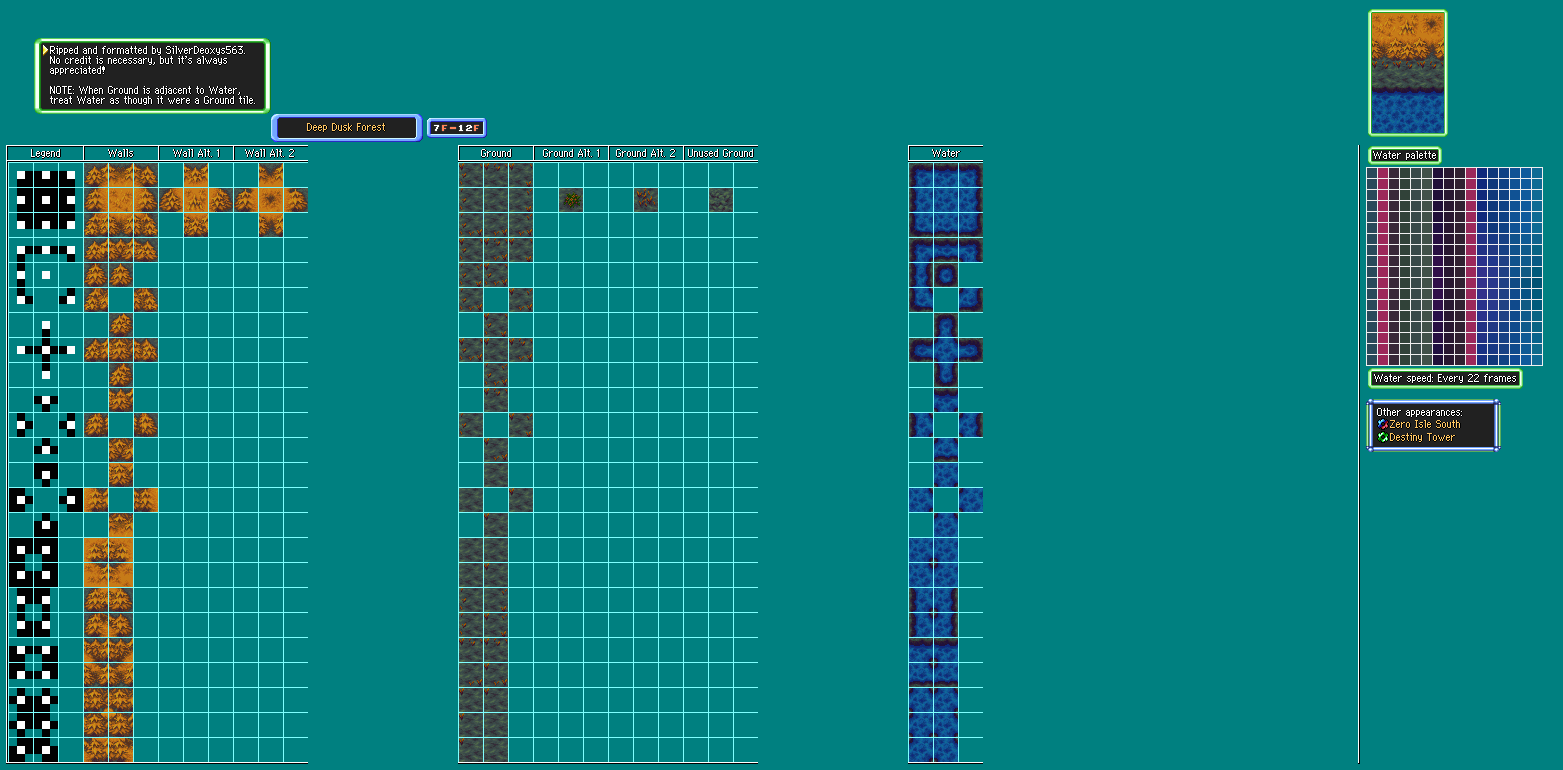 Ripped and formatted by SilverDeoxys563.
No credit is necessary, but it's always
appreciated!
NOTE: When Ground is adjacent to Water,
treat Water as though it were a Ground tile.
Deep Dusk Forest
7F-12F
Legend
Walls
Wall Alt. 1
Wall Alt. 2
Ground
Ground Alt. 1
Ground Alt. 2
Unused Ground
Water
Water palette
Water speed: Every 22 frames
Other appearances:
Zero Isle South
Destiny Tower